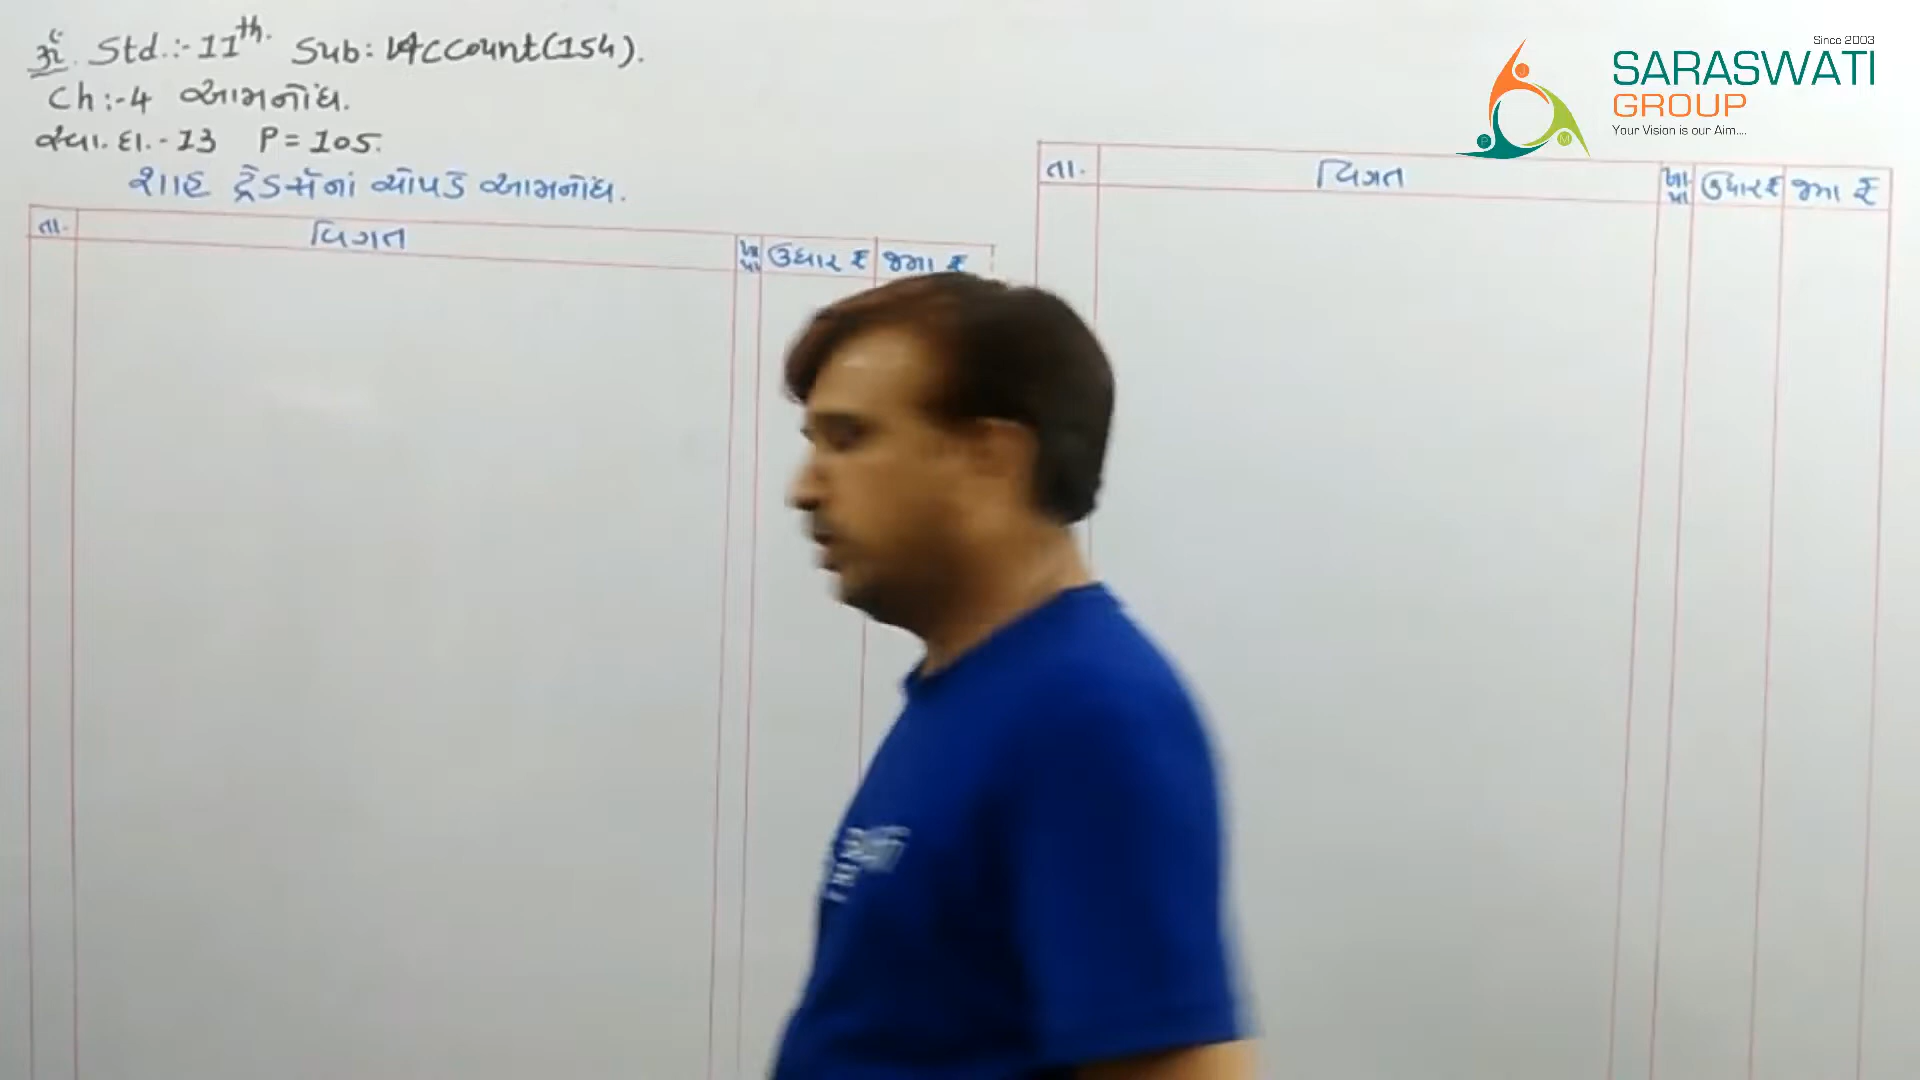 ૐ. Std.:-11th. Sub: Account(154).
Ch:-4 આમનોંધ.
સ્વા.દા.-13 P=105.
શાહ ટ્રેડર્સનાં ચોપડે આમનોંધ.
તા. વિગત ખા. પા ઉધાર ₹ જમા ₹
તા. વિગત ખા. પા ઉધાર ₹ જમા ₹
Since 2003
SARASWATI
GROUP
Your Vision is our Aim....
P M